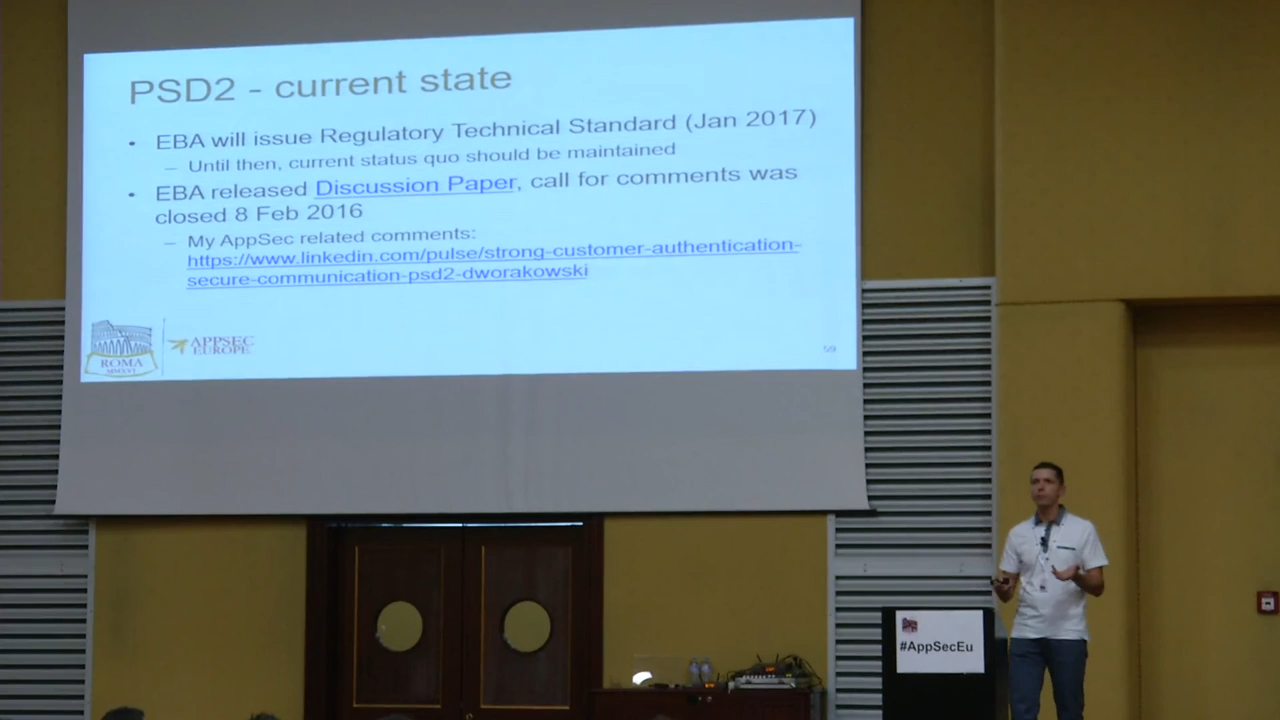 PSD2 - current state
• EBA will issue Regulatory Technical Standard (Jan 2017)
– Until then, current status quo should be maintained
• EBA released Discussion Paper, call for comments was
closed 8 Feb 2016
– My AppSec related comments:
https://www.linkedin.com/pulse/strong-customer-authentication-
secure-communication-psd2-dworakowski
ROMA
MMXVI
APPSEC
EUROPE
59
#AppSecEu